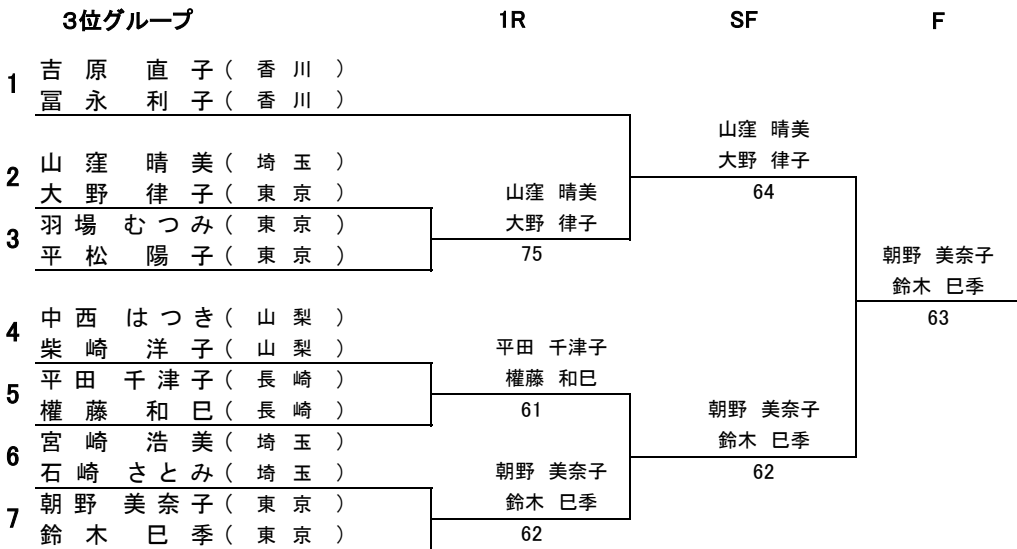 3位グループ 1R SF F
1 吉原 直子(香川)
冨永 利子(香川)
山窪 晴美
大野 律子
64
2 山窪 晴美(埼玉)
大野 律子(東京)
山窪 晴美
大野 律子
75
3 羽場 むつみ(東京)
平松 陽子(東京)
朝野 美奈子
鈴木 巳季
63
4 中西 はつき(山梨)
柴崎 洋子(山梨)
平田 千津子
權藤 和巳
61
5 平田 千津子(長崎)
權藤 和巳(長崎)
朝野 美奈子
鈴木 巳季
62
6 宮崎 浩美(埼玉)
石崎 さとみ(埼玉)
朝野 美奈子
鈴木 巳季
62
7 朝野 美奈子(東京)
鈴木 巳季(東京)